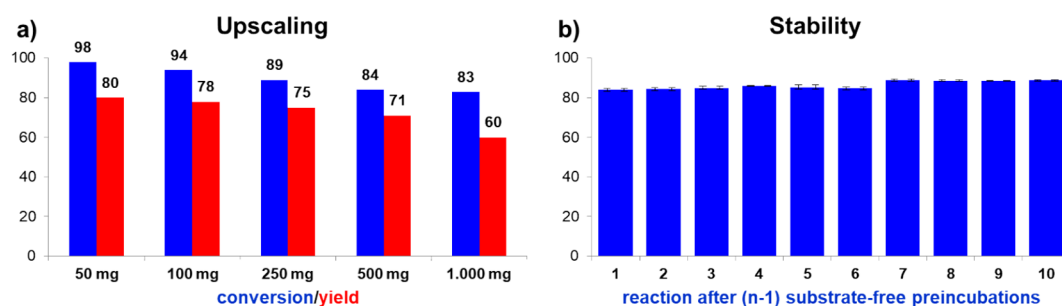 a) Upscaling
100
80
60
40
20
0
98 80 94 78 89 75 84 71 83 60
50 mg 100 mg 250 mg 500 mg 1.000 mg
conversion/yield
b) Stability
100
80
60
40
20
0
1 2 3 4 5 6 7 8 9 10
reaction after (n-1) substrate-free preincubations